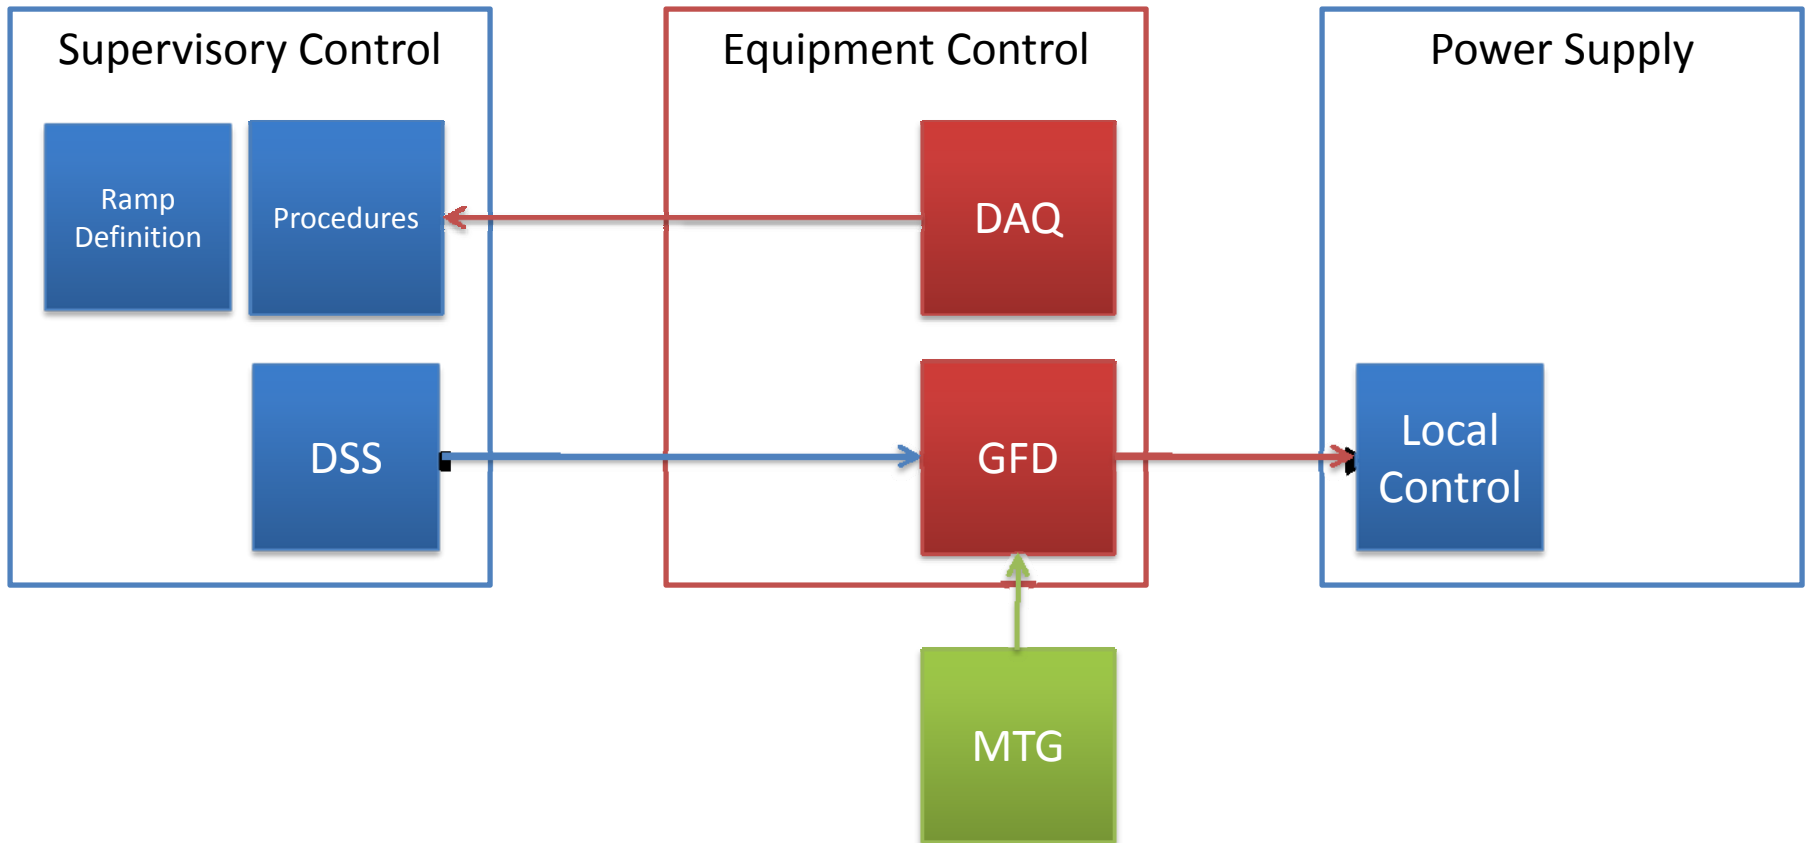 Supervisory Control
Equipment Control
Power Supply
Ramp
Definition
Procedures
DAQ
DSS
GFD
Local
Control
MTG